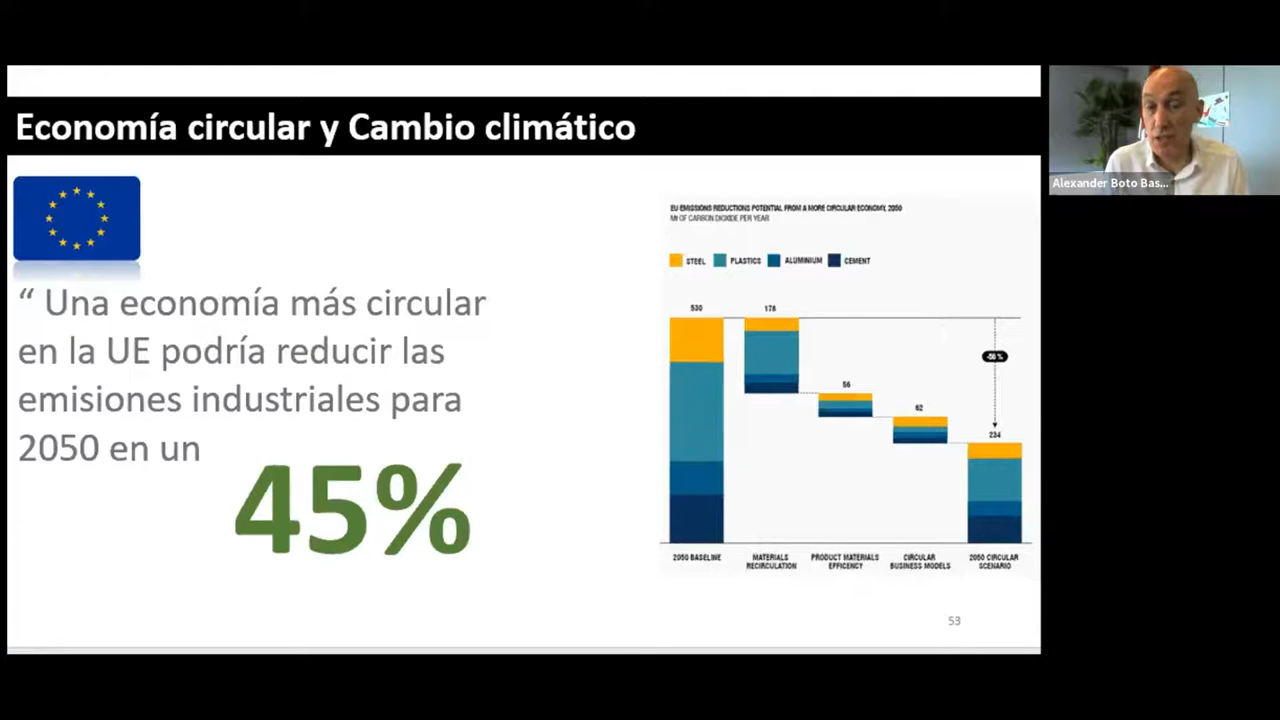 Economía circular y Cambio climático
“ Una economía más circular
en la UE podría reducir las
emisiones industriales para
2050 en un
45%
EU EMISSIONS REDUCTIONS POTENTIAL FROM A MORE CIRCULAR ECONOMY, 2050
Mt OF CARBON DIOXIDE PER YEAR
STEEL PLASTICS ALUMINIUM CEMENT
530
178
56
62
234
-56 %
2050 BASELINE
MATERIALS
RECIRCULATION
PRODUCT MATERIALS
EFFICENCY
CIRCULAR
BUSINESS MODELS
2050 CIRCULAR
SCENARIO
53
Alexander Boto Bas...